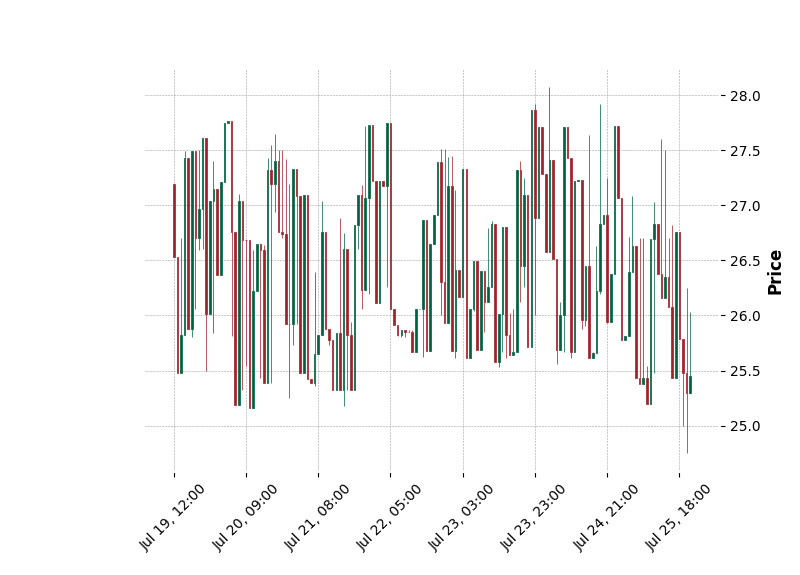 28.0
27.5
27.0
26.5
26.0
25.5
25.0
Price
Jul 19, 12:00
Jul 20, 09:00
Jul 21, 08:00
Jul 22, 05:00
Jul 23, 03:00
Jul 23, 23:00
Jul 24, 21:00
Jul 25, 18:00